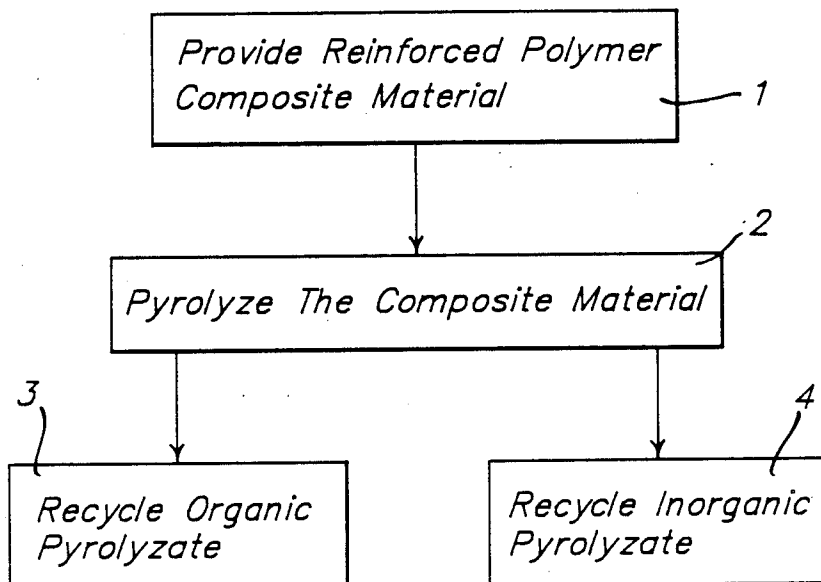 Provide Reinforced Polymer
Composite Material
1
2
Pyrolyze The Composite Material
3
4
Recycle Organic
Pyrolyzate
Recycle Inorganic
Pyrolyzate